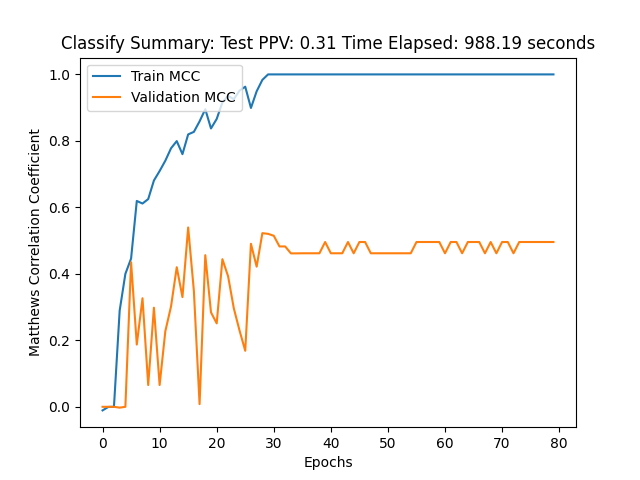 Classify Summary: Test PPV: 0.31 Time Elapsed: 988.19 seconds
Train MCC
Validation MCC
Matthews Correlation Coefficient
1.0
0.8
0.6
0.4
0.2
0.0
0 10 20 30 40 50 60 70 80
Epochs